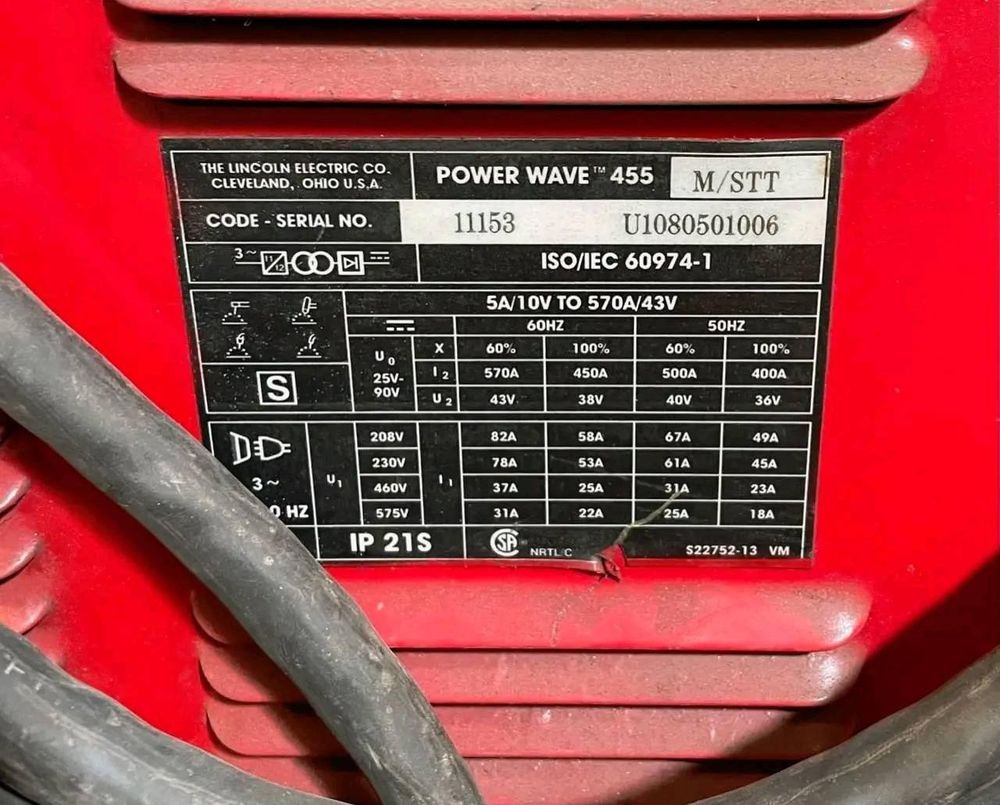 THE LINCOLN ELECTRIC CO.
CLEVELAND, OHIO U.S.A.
POWER WAVE™ 455 M/STT
CODE - SERIAL NO. 11153 U1080501006
3~ ISO/IEC 60974-1
5A/10V TO 570A/43V
60HZ 50HZ
X 60% 100% 60% 100%
U0 25V-90V
I2 570A 450A 500A 400A
U2 43V 38V 40V 36V
S
208V 82A 58A 67A 49A
U1 230V I1 78A 53A 61A 45A
3~ 460V 37A 25A 31A 23A
0 HZ 575V 31A 22A 25A 18A
IP 21S SA NRTL/C S22752-13 VM